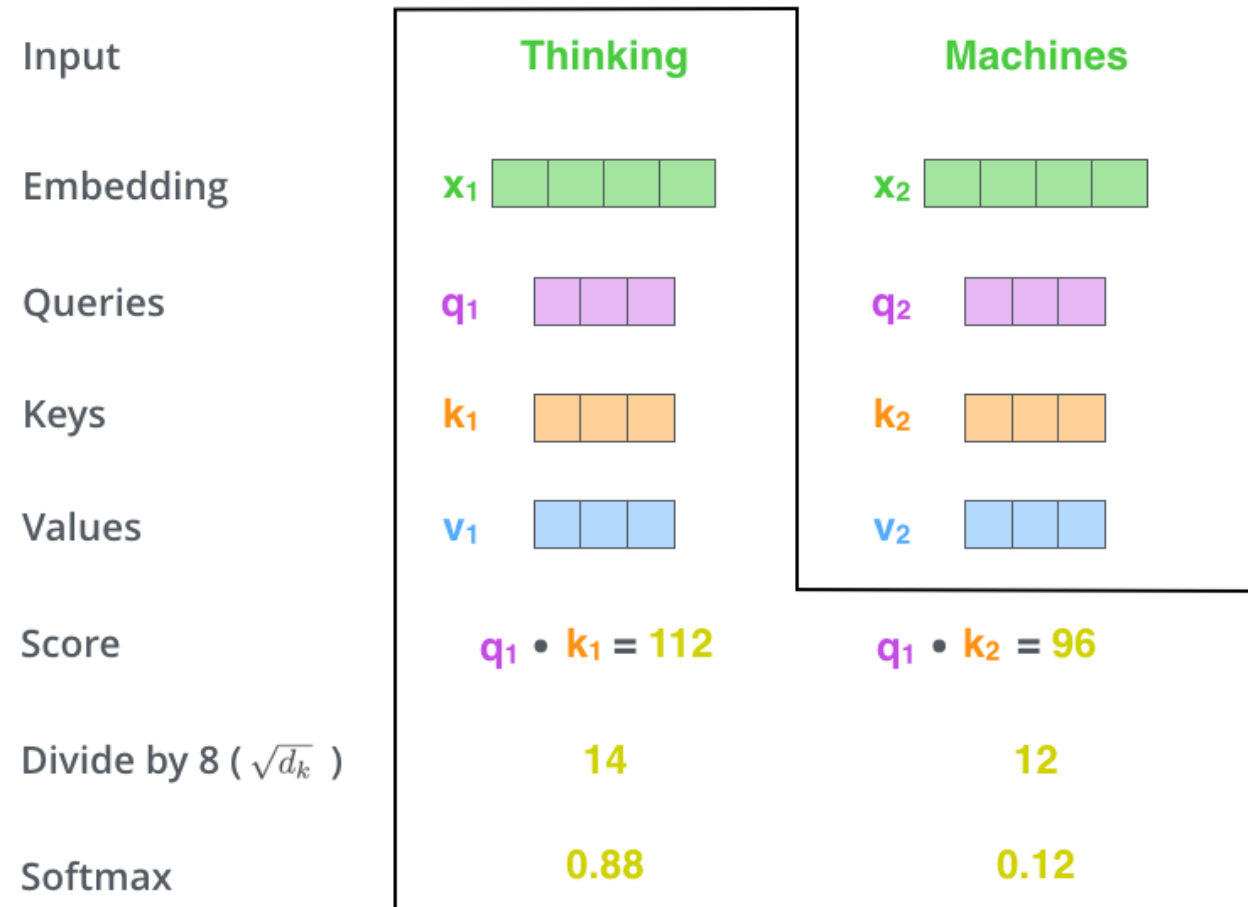 Input Thinking Machines
Embedding x₁ x₂
Queries q₁ q₂
Keys k₁ k₂
Values v₁ v₂
Score q₁ • k₁ = 112 q₁ • k₂ = 96
Divide by 8 ( √dₖ ) 14 12
Softmax 0.88 0.12